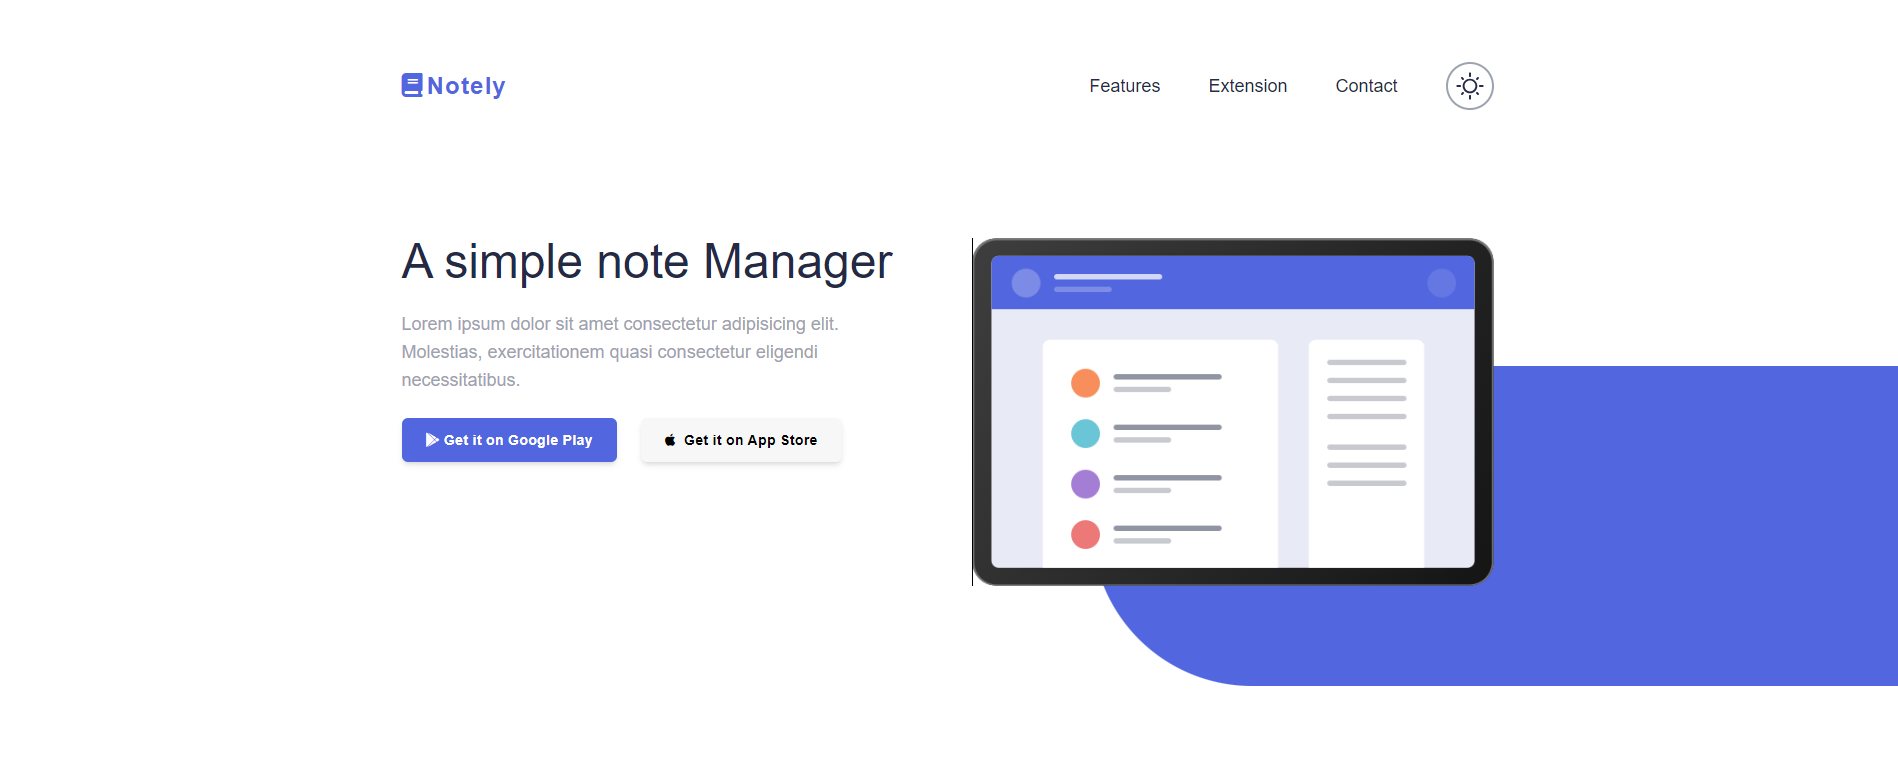 Notely
Features
Extension
Contact
A simple note Manager
Lorem ipsum dolor sit amet consectetur adipisicing elit.
Molestias, exercitationem quasi consectetur eligendi
necessitatibus.
Get it on Google Play
Get it on App Store